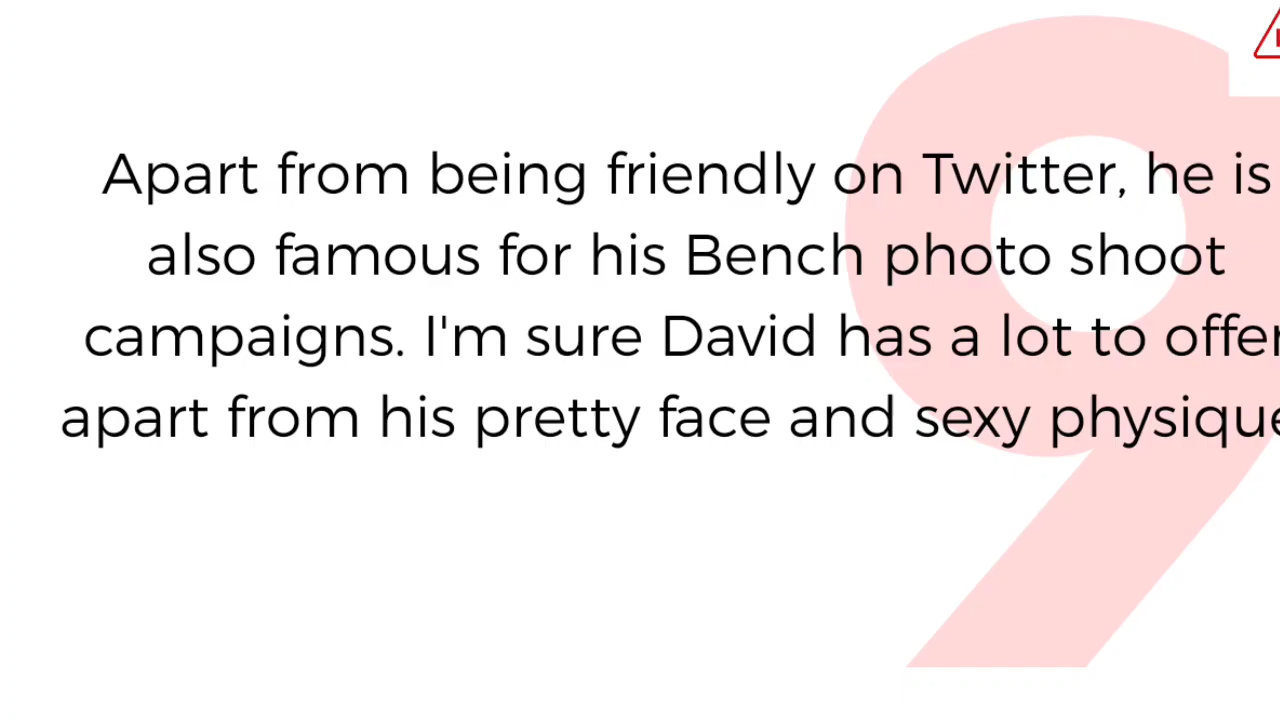 Apart from being friendly on Twitter, he is
also famous for his Bench photo shoot
campaigns. I'm sure David has a lot to offer
apart from his pretty face and sexy physique
9